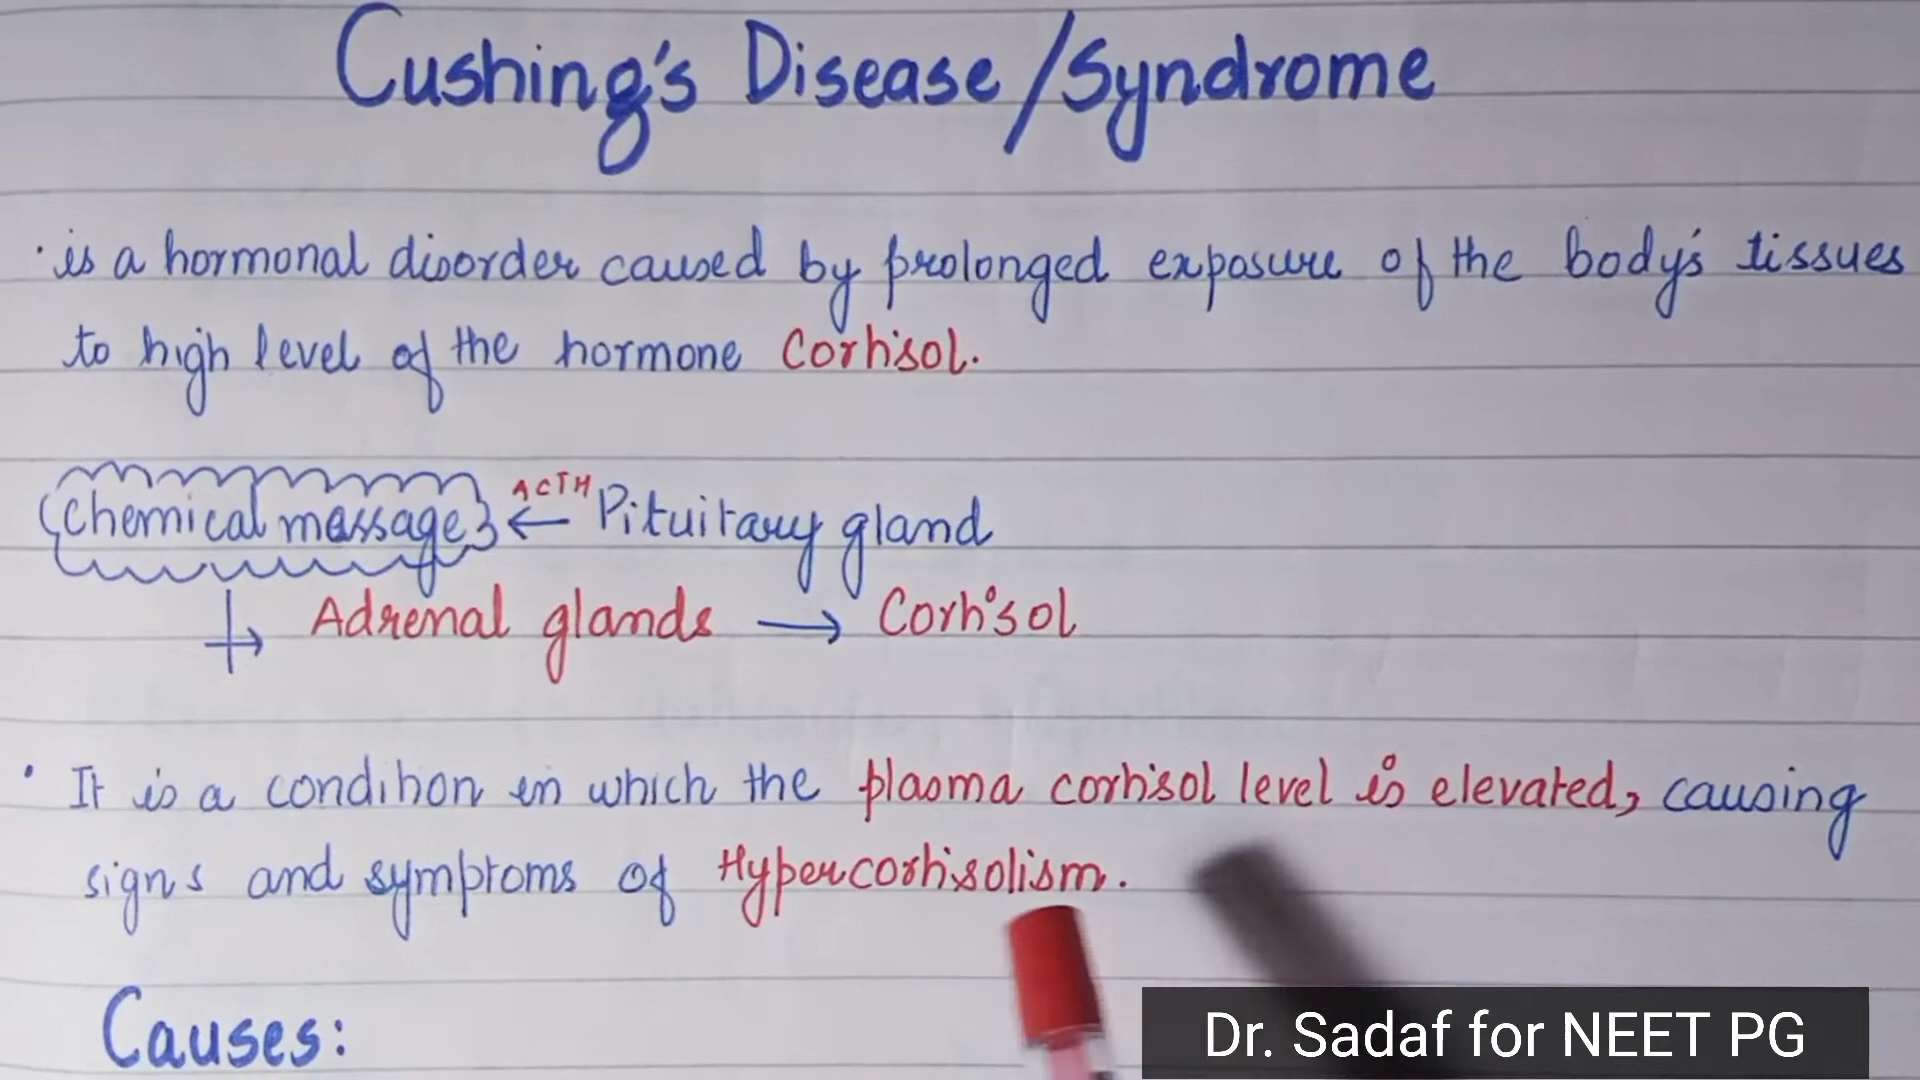 Cushing's Disease/Syndrome
· is a hormonal disorder caused by prolonged exposure of the body's tissues
to high level of the hormone Cortisol.
Chemical message ← ACTH Pituitary gland
Adrenal glands → Cortisol
· It is a condition in which the plasma cortisol level is elevated, causing
signs and symptoms of Hypercortisolism.
Causes:
Dr. Sadaf for NEET PG